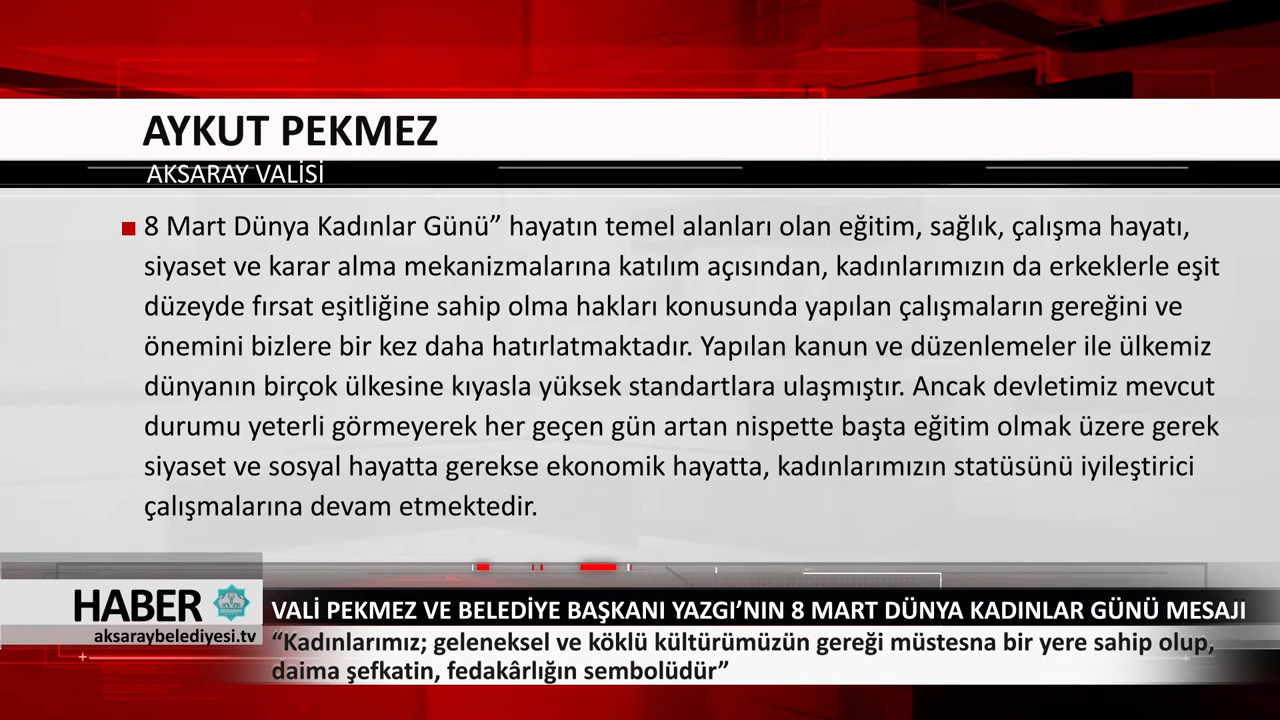 AYKUT PEKMEZ
AKSARAY VALİSİ
8 Mart Dünya Kadınlar Günü” hayatın temel alanları olan eğitim, sağlık, çalışma hayatı,
siyaset ve karar alma mekanizmalarına katılım açısından, kadınlarımızın da erkeklerle eşit
düzeyde fırsat eşitliğine sahip olma hakları konusunda yapılan çalışmaların gereğini ve
önemini bizlere bir kez daha hatırlatmaktadır. Yapılan kanun ve düzenlemeler ile ülkemiz
dünyanın birçok ülkesine kıyasla yüksek standartlara ulaşmıştır. Ancak devletimiz mevcut
durumu yeterli görmeyerek her geçen gün artan nispette başta eğitim olmak üzere gerek
siyaset ve sosyal hayatta gerekse ekonomik hayatta, kadınlarımızın statüsünü iyileştirici
çalışmalarına devam etmektedir.
HABER
aksaraybelediyesi.tv
VALİ PEKMEZ VE BELEDİYE BAŞKANI YAZGI’NIN 8 MART DÜNYA KADINLAR GÜNÜ MESAJI
“Kadınlarımız; geleneksel ve köklü kültürümüzün gereği müstesna bir yere sahip olup,
daima şefkatin, fedakârlığın sembolüdür”